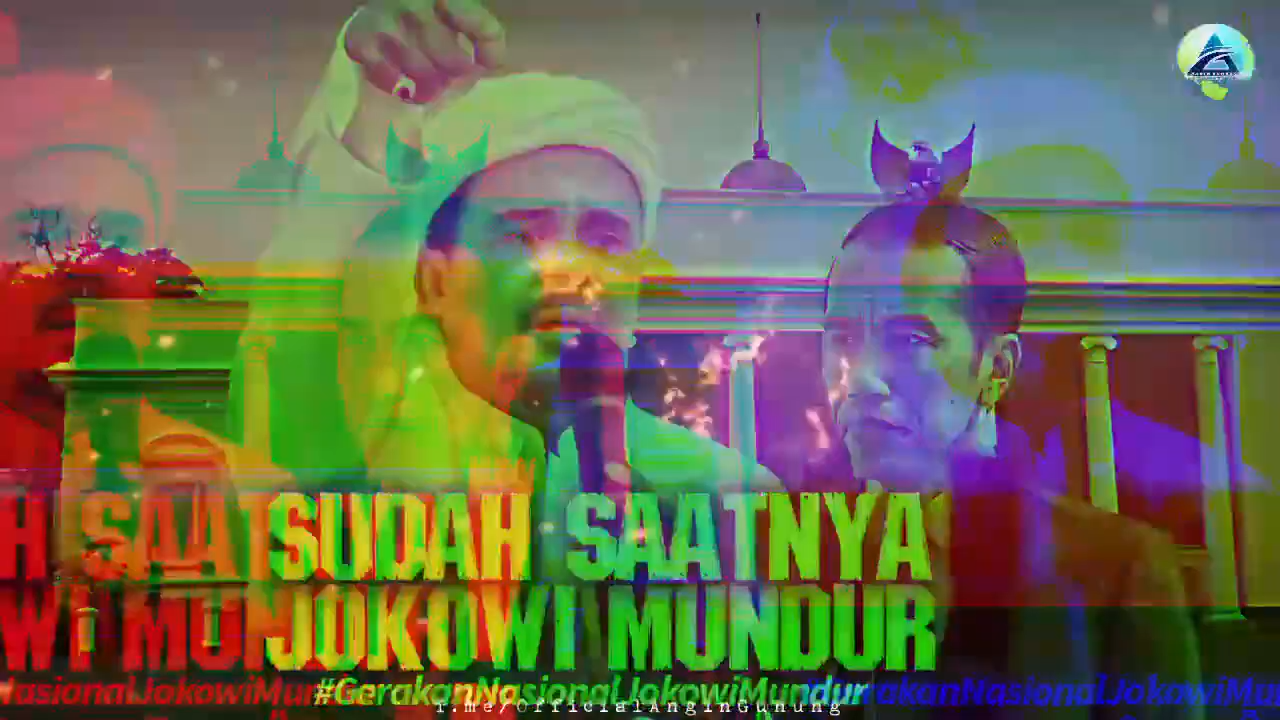 SUDAH SAATNYA
JOKOWI MUNDUR
#GerakanNasionalJokowiMundur
t.me/OfficialAnginGunung